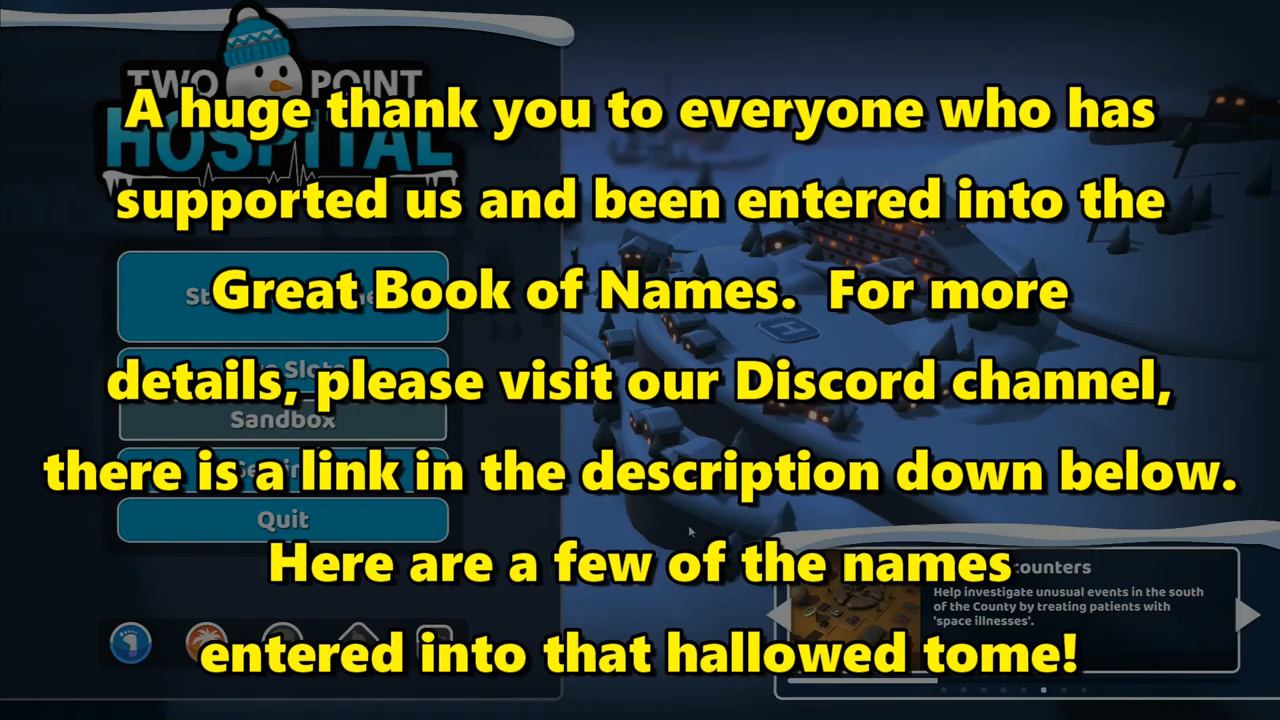 TWO POINT
HOSPITAL
A huge thank you to everyone who has
supported us and been entered into the
Great Book of Names.  For more
details, please visit our Discord channel,
there is a link in the description down below.
Here are a few of the names
entered into that hallowed tome!
Sandbox
Quit
Help investigate unusual events in the south
of the County by treating patients with
'space illnesses'.